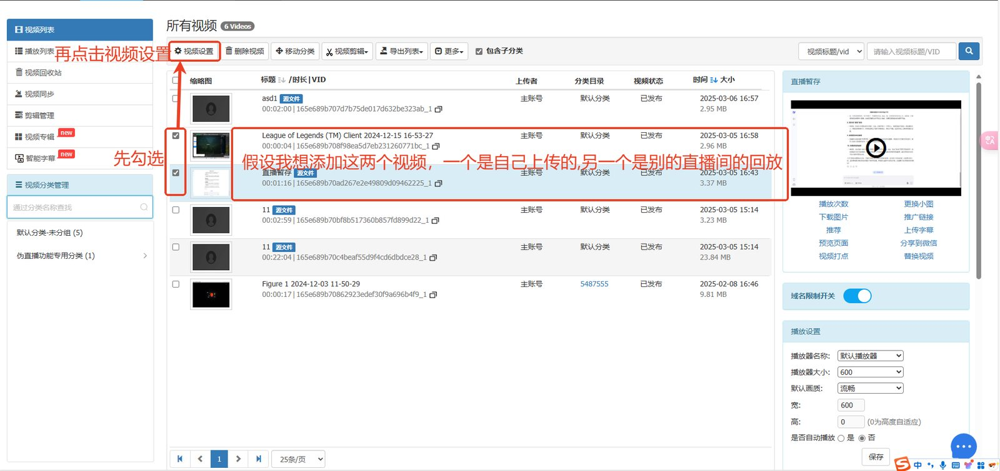 视频列表
播放列表
视频回收站
视频同步
剪辑管理
视频专辑 new
智能字幕 new
视频分类管理
通过分类名称查找
默认分类-未分组 (5)
伪直播功能专用分类 (1)
所有视频 6 Videos
再点击视频设置
视频设置 删除视频 移动分类 视频剪辑 导出列表 更多 包含子分类
视频标题/vid 请输入视频标题/VID
缩略图 标题 /时长|VID 上传者 分类目录 视频状态 时间 大小
asd1 源文件 主账号 默认分类 已发布 2025-03-06 16:57
00:02:00 | 165e689b707d7b75de017d632be323ab_1 2.95 MB
League of Legends (TM) Client 2024-12-15 16-53-27 主账号 默认分类 已发布 2025-03-05 16:58
00:00:04 | 165e689b708f98ea5d7eb231260771bc_1 2.96 MB
先勾选
假设我想添加这两个视频，一个是自己上传的,另一个是别的直播间的回放
直播暂存 源文件 主账号 默认分类 已发布 2025-03-05 16:43
00:01:16 | 165e689b70ad267e2e49809d09462225_1 3.37 MB
11 源文件 主账号 默认分类 已发布 2025-03-05 15:14
00:02:59 | 165e689b70bf8b517360b857fd899d22_1 3.23 MB
11 源文件 主账号 默认分类 已发布 2025-03-05 15:14
00:22:04 | 165e689b70c4beaf55d9f4cd6dbdce28_1 23.84 MB
Figure 1 2024-12-03 11-50-29 主账号 5487555 已发布 2025-02-08 16:46
00:00:17 | 165e689b70862923edef30f9a696b4f9_1 9.81 MB
1 25条/页
直播暂存
播放次数 更换小图
下载图片 推广链接
推荐 上传字幕
预览页面 分享到微信
视频打点 替换视频
域名限制开关
播放设置
播放器名称: 默认播放器
播放器大小: 600
默认画质: 流畅
宽: 600
高: 0 (0为高度自适应)
是否自动播放 是 否
保存
中